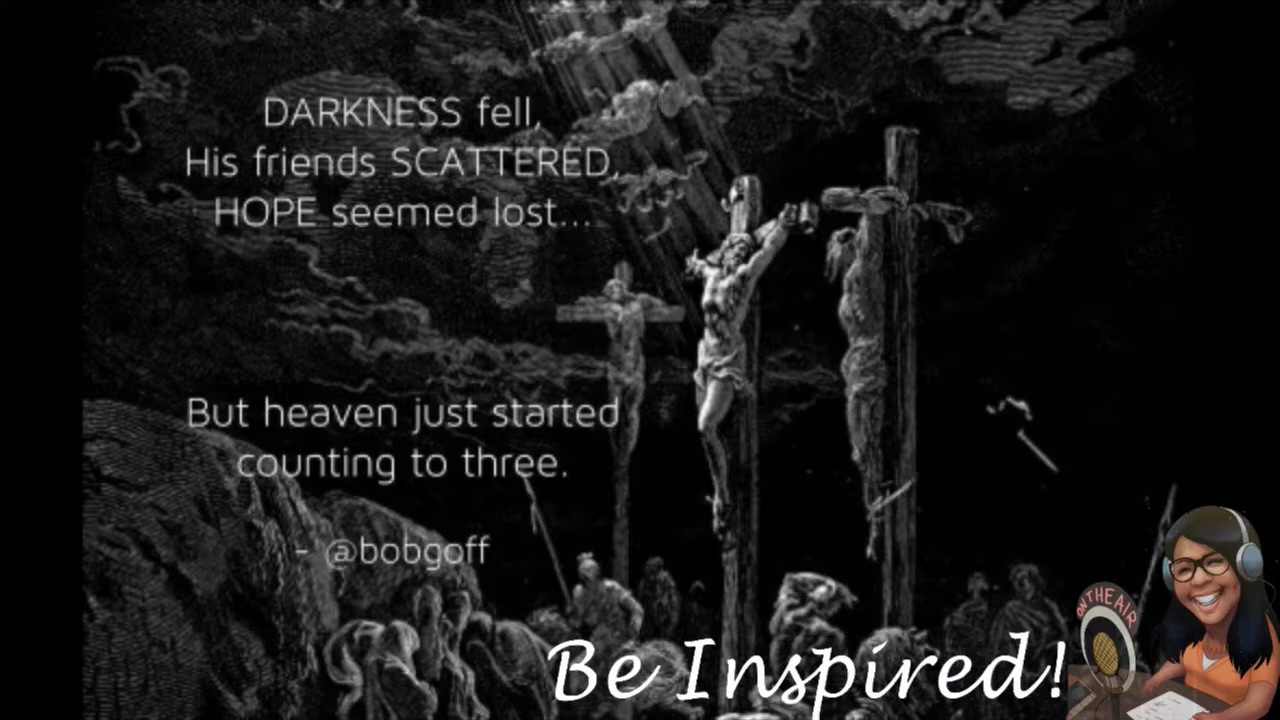 DARKNESS fell,
His friends SCATTERED,
HOPE seemed lost...
But heaven just started
counting to three.
- @bobgoff
Be Inspired!
ON THE AIR